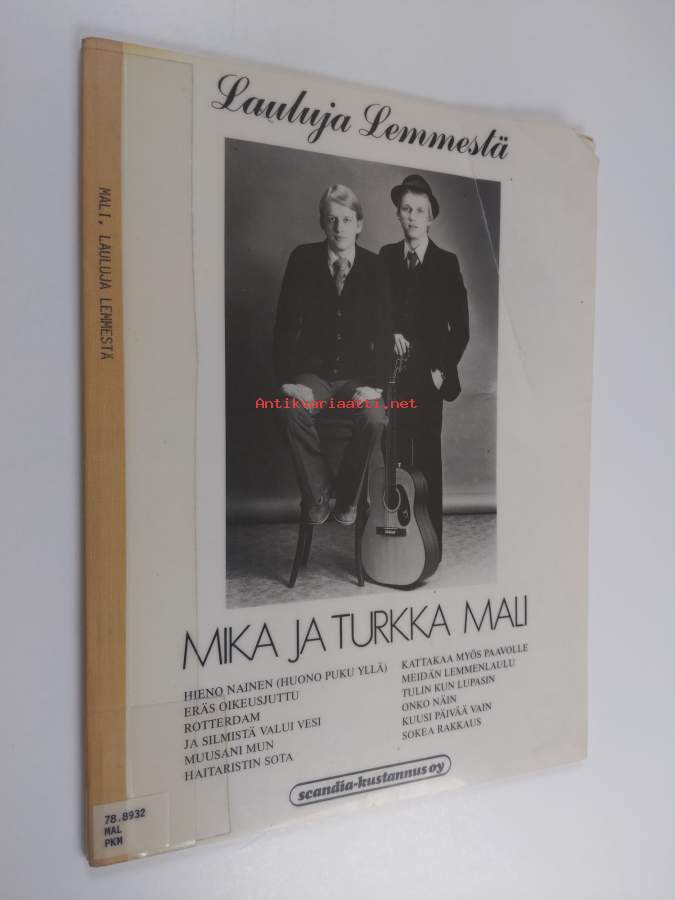 Lauluja Lemmestä
MALI, LAULUJA LEMMESTÄ
Antikvariaatti.net
MIKA JA TURKKA MALI
HIENO NAINEN (HUONO PUKU YLLÄ)
ERÄS OIKEUSJUTTU
ROTTERDAM
JA SILMISTÄ VALUI VESI
MUUSANI MUN
HAITARISTIN SOTA
KATTAKAA MYÖS PAAVOLLE
MEIDÄN LEMMENLAULU
TULIN KUN LUPASIN
ONKO NÄIN
KUUSI PÄIVÄÄ VAIN
SOKEA RAKKAUS
scandia-kustannus oy
78.8932
MAL
PKM